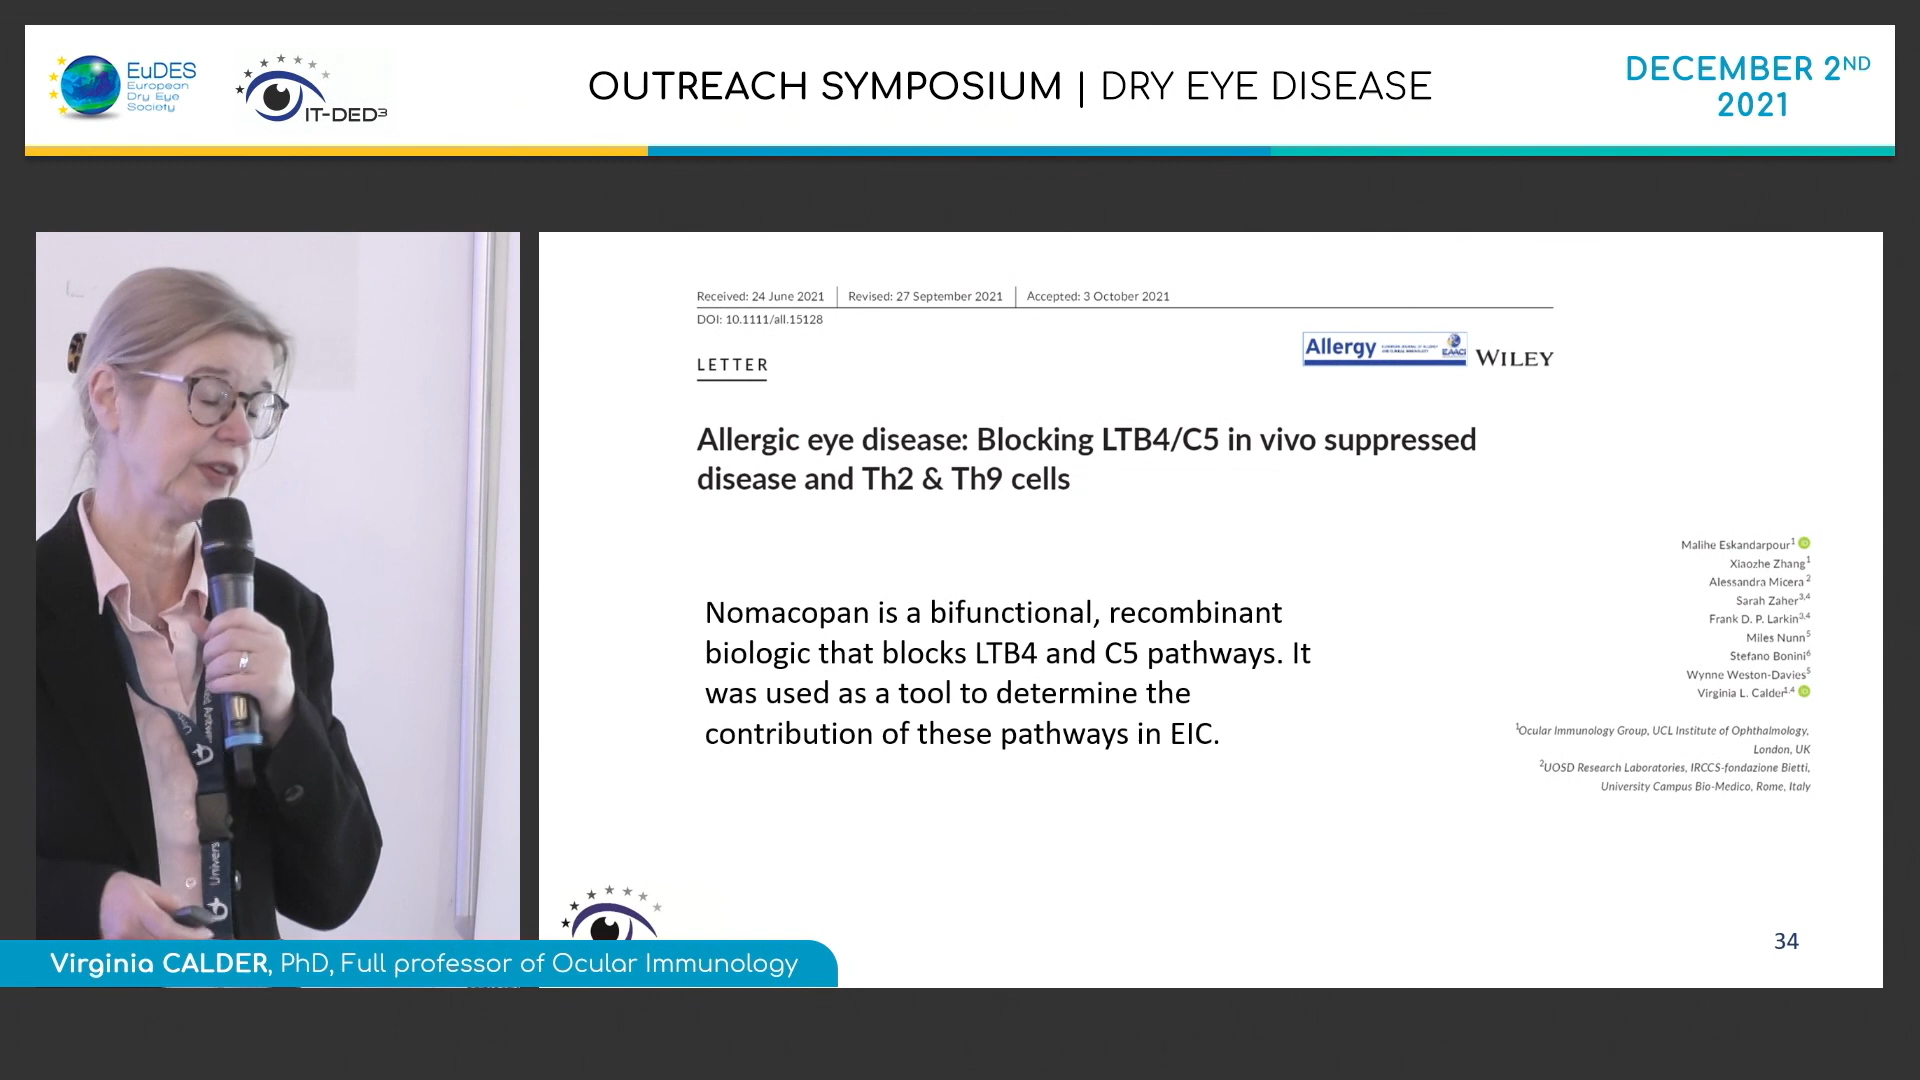 EuDES
European
Dry Eye
Society
IT-DED³
OUTREACH SYMPOSIUM | DRY EYE DISEASE
DECEMBER 2ND
2021
Received: 24 June 2021 | Revised: 27 September 2021 | Accepted: 3 October 2021
DOI: 10.1111/all.15128
LETTER
Allergy EAACI WILEY
Allergic eye disease: Blocking LTB4/C5 in vivo suppressed
disease and Th2 & Th9 cells
Malihe Eskandarpour¹ iD
Xiaozhe Zhang¹
Alessandra Micera²
Sarah Zaher³,⁴
Frank D. P. Larkin³,⁴
Miles Nunn⁵
Stefano Bonini⁶
Wynne Weston-Davies⁵
Virginia L. Calder¹,⁴ iD
Nomacopan is a bifunctional, recombinant
biologic that blocks LTB4 and C5 pathways. It
was used as a tool to determine the
contribution of these pathways in EIC.
¹Ocular Immunology Group, UCL Institute of Ophthalmology,
London, UK
²UOSD Research Laboratories, IRCCS-fondazione Bietti,
University Campus Bio-Medico, Rome, Italy
34
Univers
Virginia CALDER, PhD, Full professor of Ocular Immunology